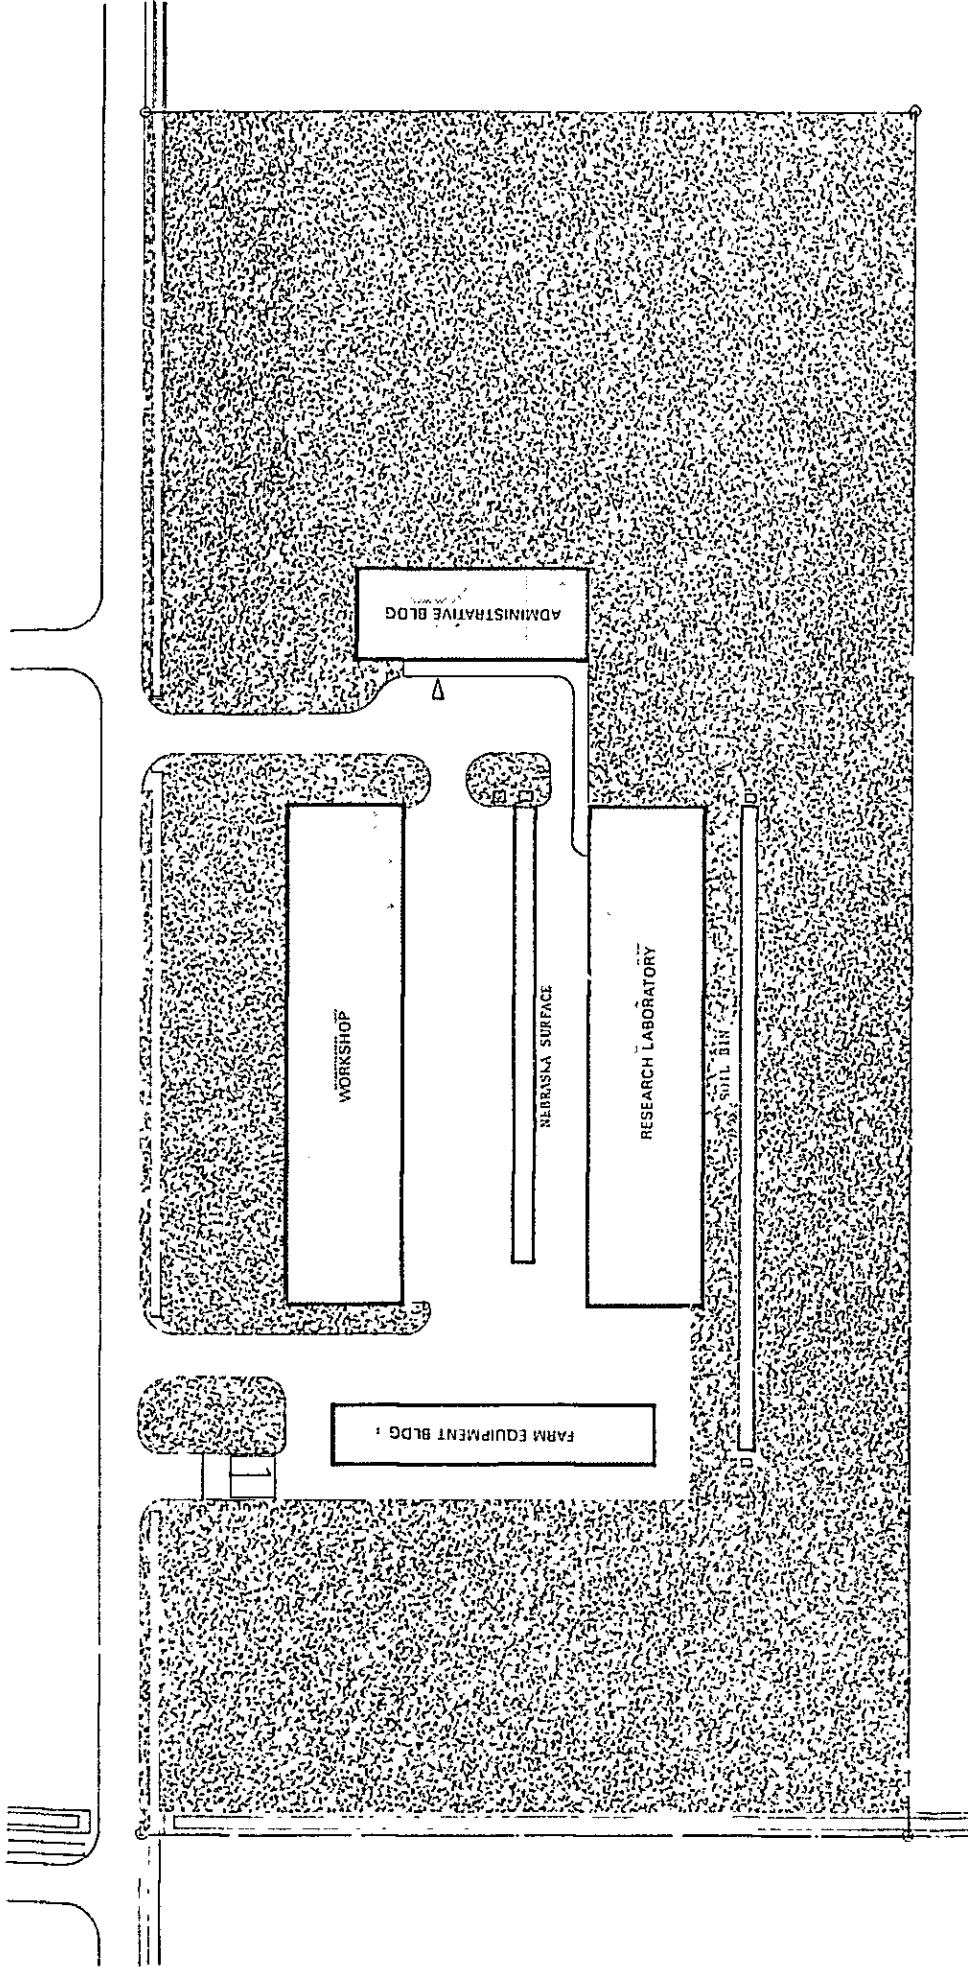 ADMINISTRATIVE BLDG
WORKSHOP
NEBRASKA SURFACE
RESEARCH LABORATORY
SOIL BIN
FARM EQUIPMENT BLDG